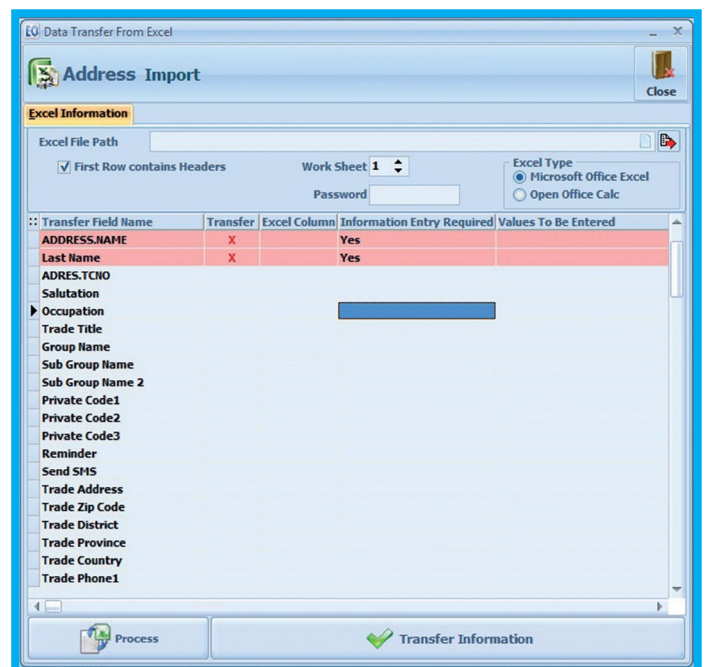 EQ Data Transfer From Excel
Address Import
Close
Excel Information
Excel File Path
First Row contains Headers Work Sheet 1 Excel Type
Microsoft Office Excel
Password Open Office Calc
Transfer Field Name Transfer Excel Column Information Entry Required Values To Be Entered
ADDRESS.NAME X Yes
Last Name X Yes
ADRES.TCNO
Salutation
Occupation
Trade Title
Group Name
Sub Group Name
Sub Group Name 2
Private Code1
Private Code2
Private Code3
Reminder
Send SMS
Trade Address
Trade Zip Code
Trade District
Trade Province
Trade Country
Trade Phone1
Process Transfer Information